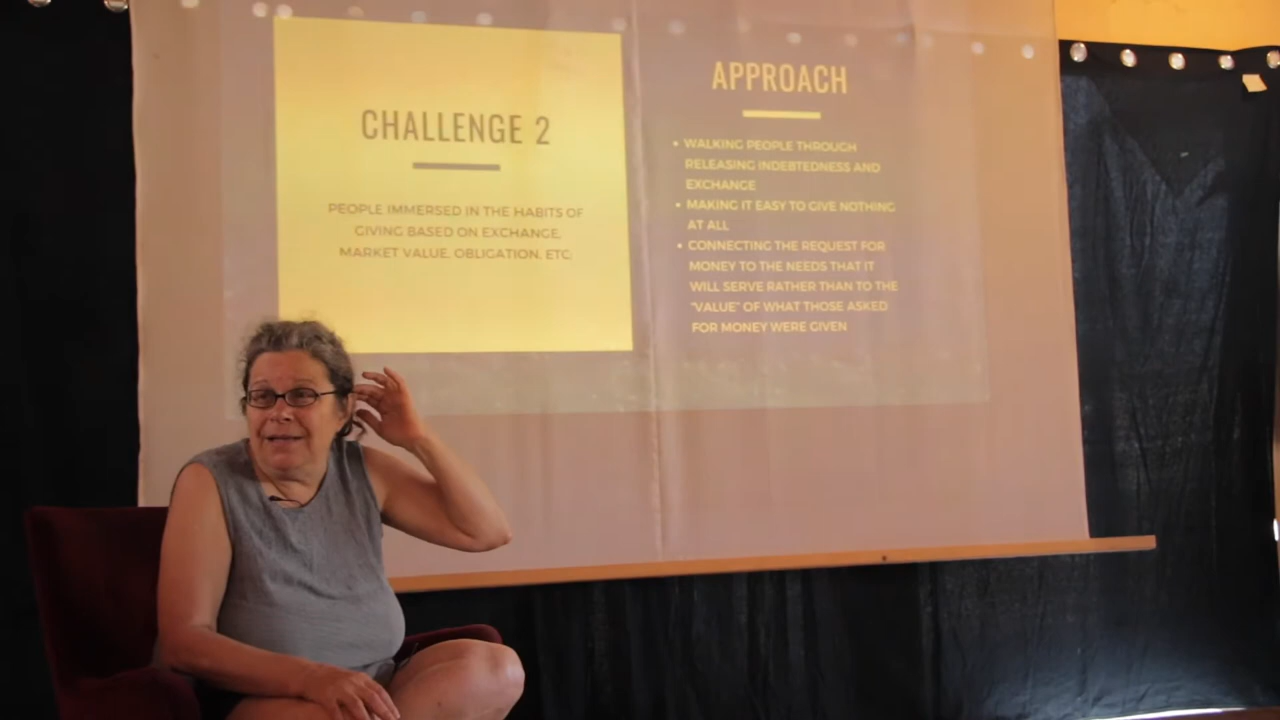 CHALLENGE 2
PEOPLE IMMERSED IN THE HABITS OF
GIVING BASED ON EXCHANGE,
MARKET VALUE, OBLIGATION, ETC.
APPROACH
• WALKING PEOPLE THROUGH
RELEASING INDEBTEDNESS AND
EXCHANGE
• MAKING IT EASY TO GIVE NOTHING
AT ALL
• CONNECTING THE REQUEST FOR
MONEY TO THE NEEDS THAT IT
WILL SERVE RATHER THAN TO THE
"VALUE" OF WHAT THOSE ASKED
FOR MONEY WERE GIVEN